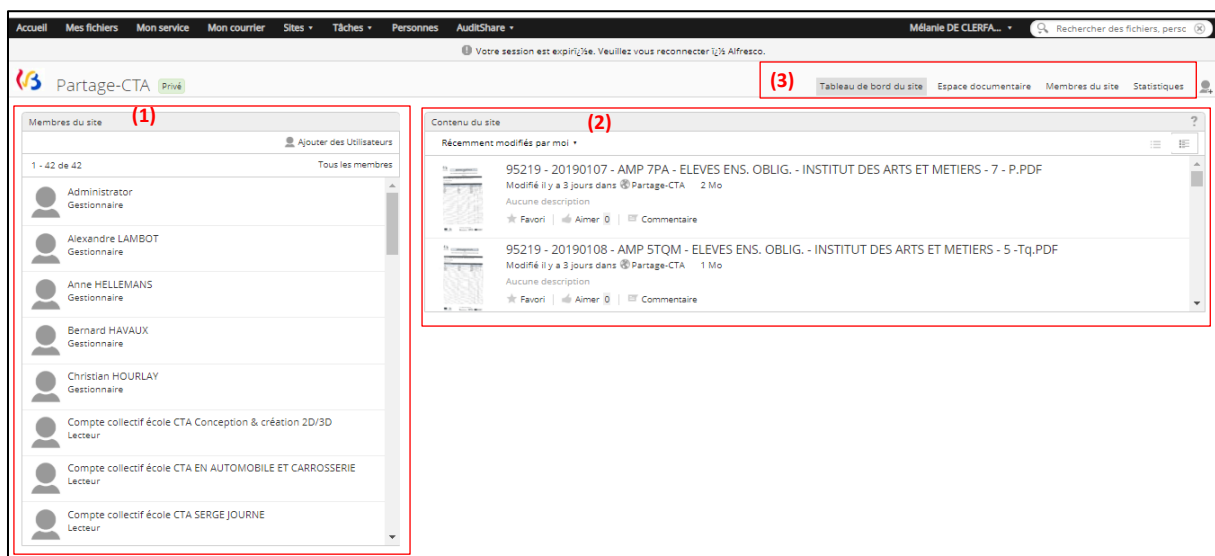 Accueil Mes fichiers Mon service Mon courrier Sites Tâches Personnes AuditShare Mélanie DE CLERFA... Rechercher des fichiers, persc
Votre session est expirï¿½e. Veuillez vous reconnecter ï¿½ Alfresco.
Partage-CTA Privé
(3)
Tableau de bord du site Espace documentaire Membres du site Statistiques
Membres du site (1)
Ajouter des Utilisateurs
1 - 42 de 42 Tous les membres
Administrator
Gestionnaire
Alexandre LAMBOT
Gestionnaire
Anne HELLEMANS
Gestionnaire
Bernard HAVAUX
Gestionnaire
Christian HOURLAY
Gestionnaire
Compte collectif école CTA Conception & création 2D/3D
Lecteur
Compte collectif école CTA EN AUTOMOBILE ET CARROSSERIE
Lecteur
Compte collectif école CTA SERGE JOURNE
Lecteur
Contenu du site (2) ?
Récemment modifiés par moi
95219 - 20190107 - AMP 7PA - ELEVES ENS. OBLIG. - INSTITUT DES ARTS ET METIERS - 7 - P.PDF
Modifié il y a 3 jours dans Partage-CTA 2 Mo
Aucune description
Favori Aimer 0 Commentaire
95219 - 20190108 - AMP 5TQM - ELEVES ENS. OBLIG. - INSTITUT DES ARTS ET METIERS - 5 -Tq.PDF
Modifié il y a 3 jours dans Partage-CTA 1 Mo
Aucune description
Favori Aimer 0 Commentaire